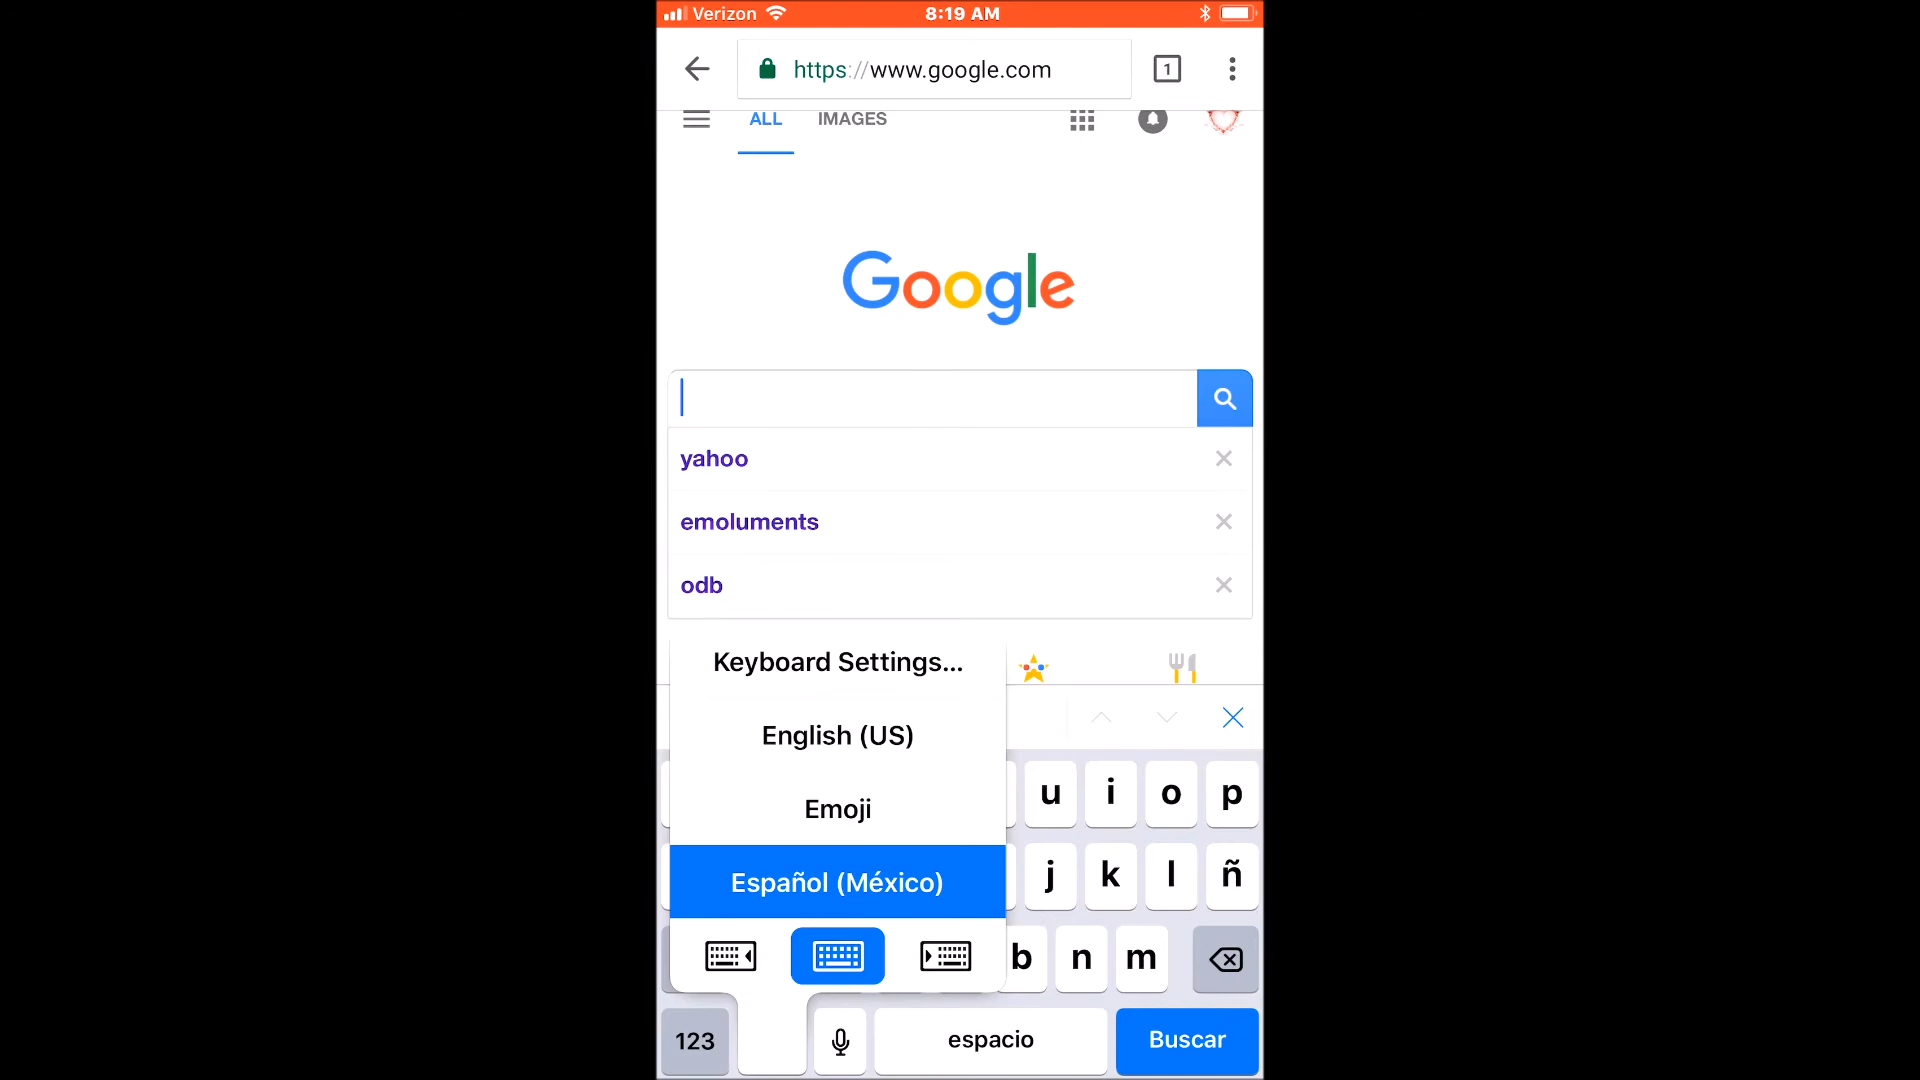 Verizon 8:19 AM
https://www.google.com 1
ALL IMAGES
Google
yahoo
emoluments
odb
Keyboard Settings...
English (US)
Emoji
Español (México)
u i o p
j k l ñ
b n m
123 espacio Buscar